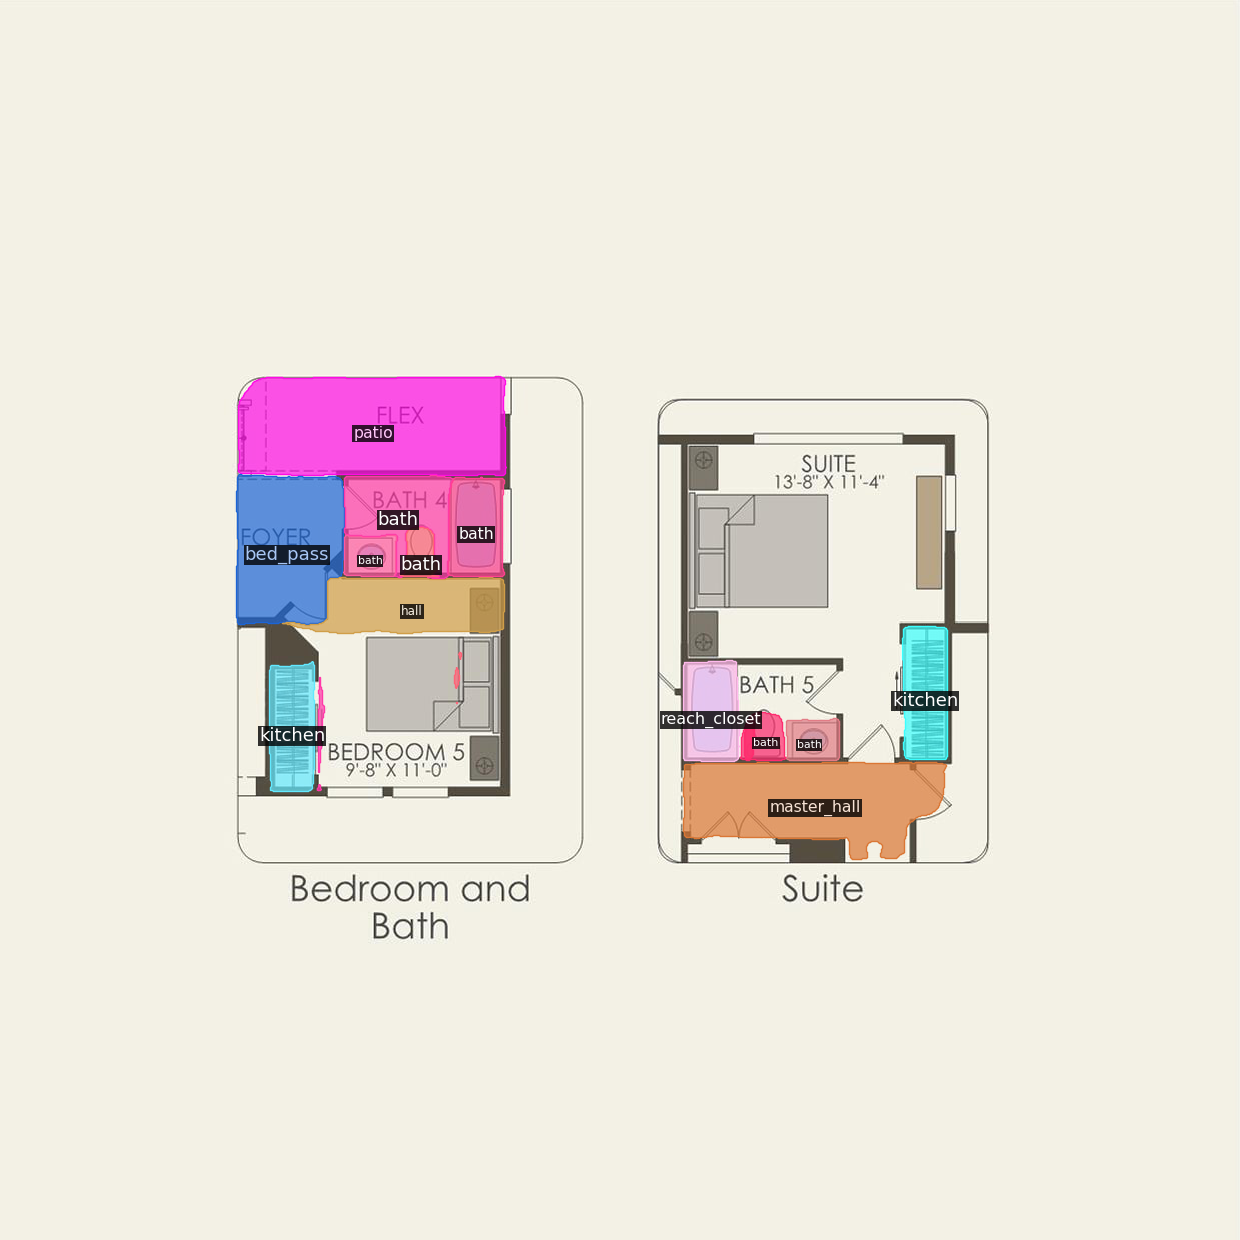 FLEX
patio
BATH 4
bath
bath
FOYER
bed_pass
bath
bath
hall
kitchen
BEDROOM 5
9'-8" X 11'-0"
Bedroom and
Bath
SUITE
13'-8" X 11'-4"
BATH 5
kitchen
reach_closet
bath
bath
master_hall
Suite